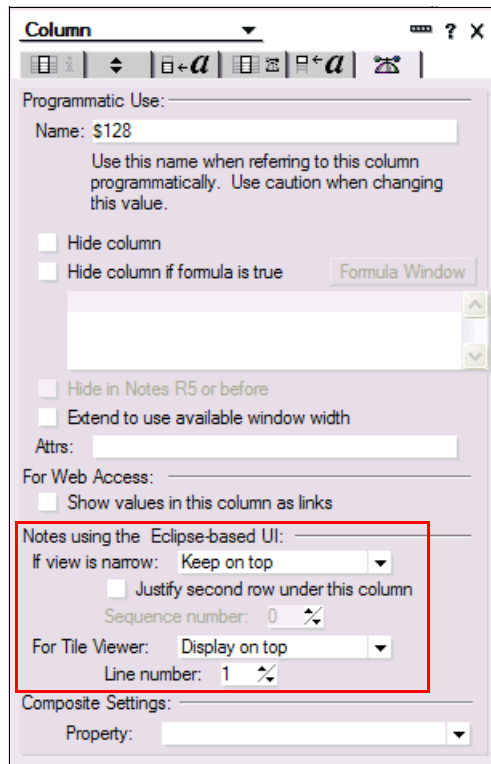 Column ? X
a a
Programmatic Use:
Name: $128
Use this name when referring to this column
programmatically. Use caution when changing
this value.
Hide column
Hide column if formula is true Formula Window
Hide in Notes R5 or before
Extend to use available window width
Attrs:
For Web Access:
Show values in this column as links
Notes using the Eclipse-based UI:
If view is narrow: Keep on top
Justify second row under this column
Sequence number: 0
For Tile Viewer: Display on top
Line number: 1
Composite Settings:
Property: